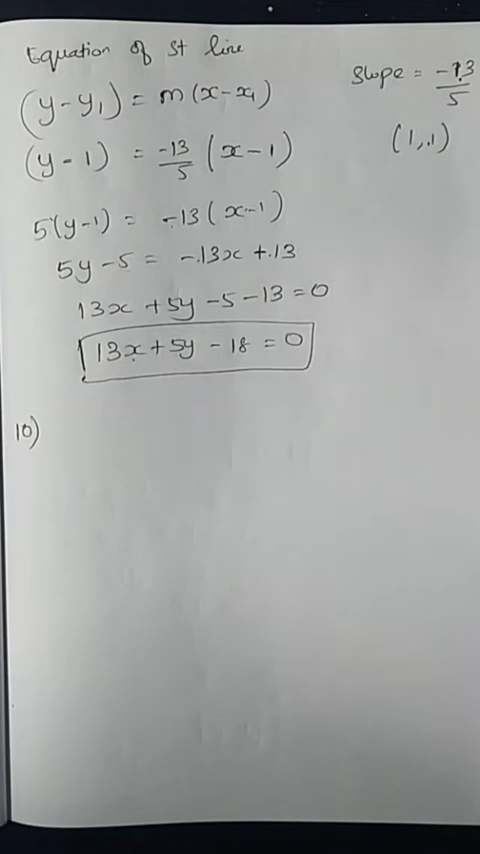 Equation of st line
slope = -13/5
(y-y₁) = m(x-x₁)
(1,1)
(y-1) = -13/5 (x-1)
5(y-1) = -13(x-1)
5y-5 = -13x+13
13x+5y-5-13=0
13x+5y-18=0
10)